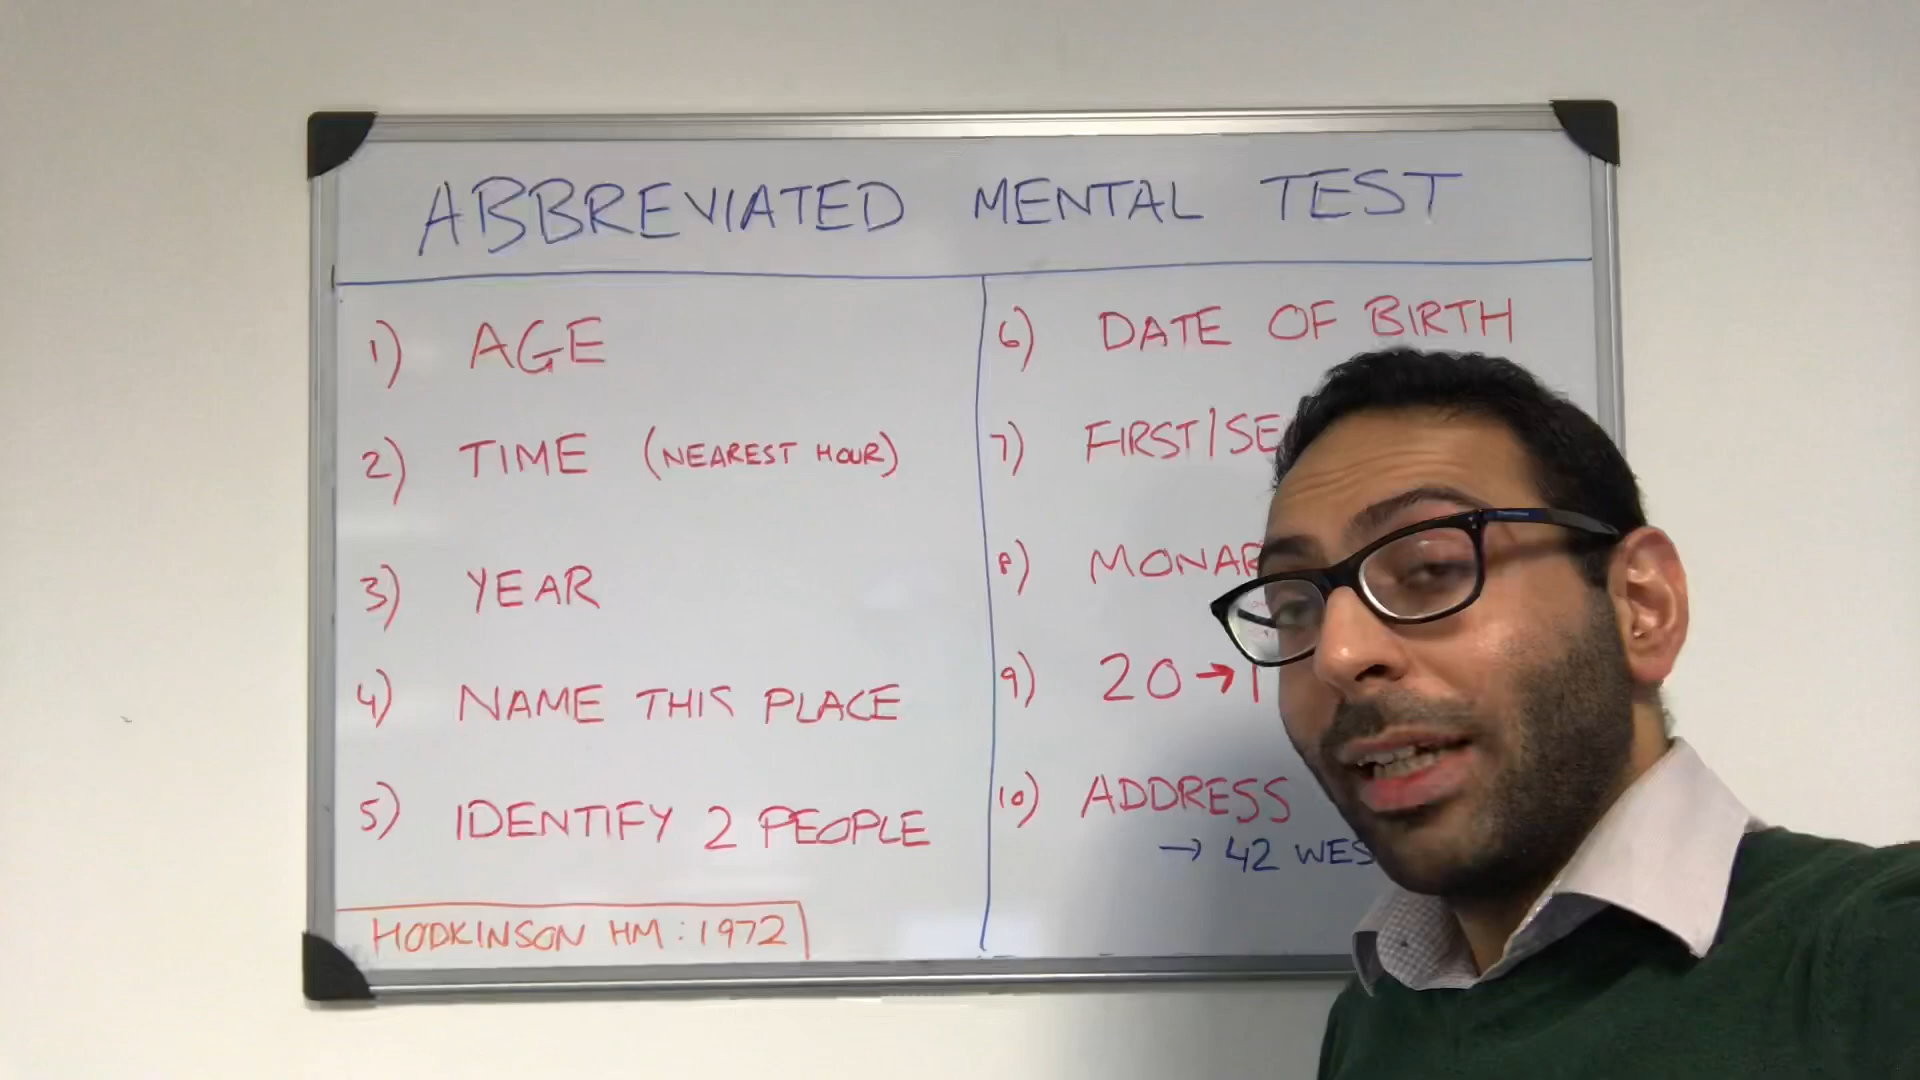 ABBREVIATED MENTAL TEST
1) AGE
2) TIME (NEAREST HOUR)
3) YEAR
4) NAME THIS PLACE
5) IDENTIFY 2 PEOPLE
HODKINSON HM : 1972
6) DATE OF BIRTH
7) FIRST/SE
8) MONAR
9) 20→1
10) ADDRESS
→ 42 WES